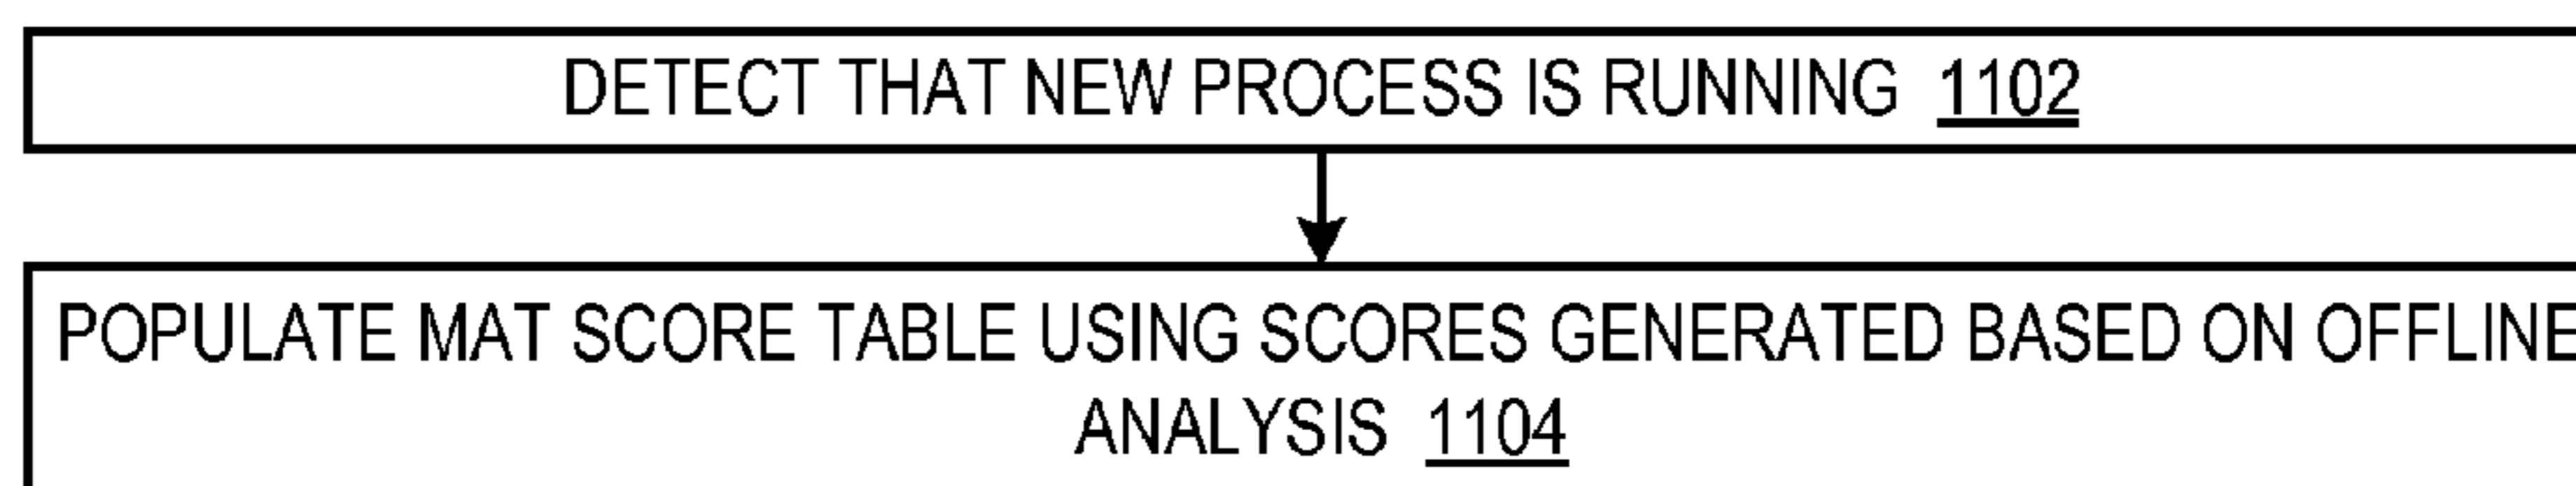 DETECT THAT NEW PROCESS IS RUNNING 1102
POPULATE MAT SCORE TABLE USING SCORES GENERATED BASED ON OFFLINE
ANALYSIS 1104